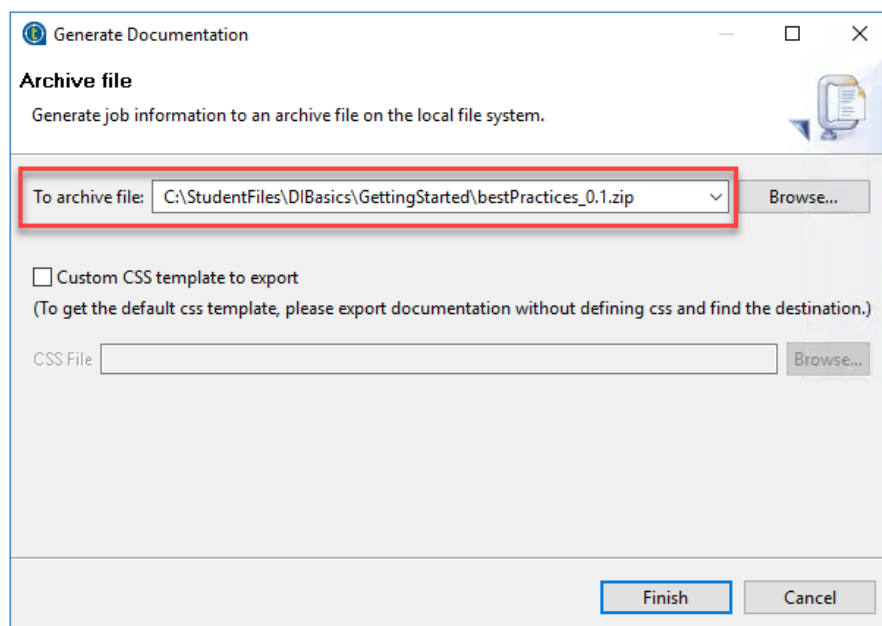 Generate Documentation
Archive file
Generate job information to an archive file on the local file system.
To archive file: C:\StudentFiles\DIBasics\GettingStarted\bestPractices_0.1.zip Browse...
Custom CSS template to export
(To get the default css template, please export documentation without defining css and find the destination.)
CSS File Browse...
Finish Cancel